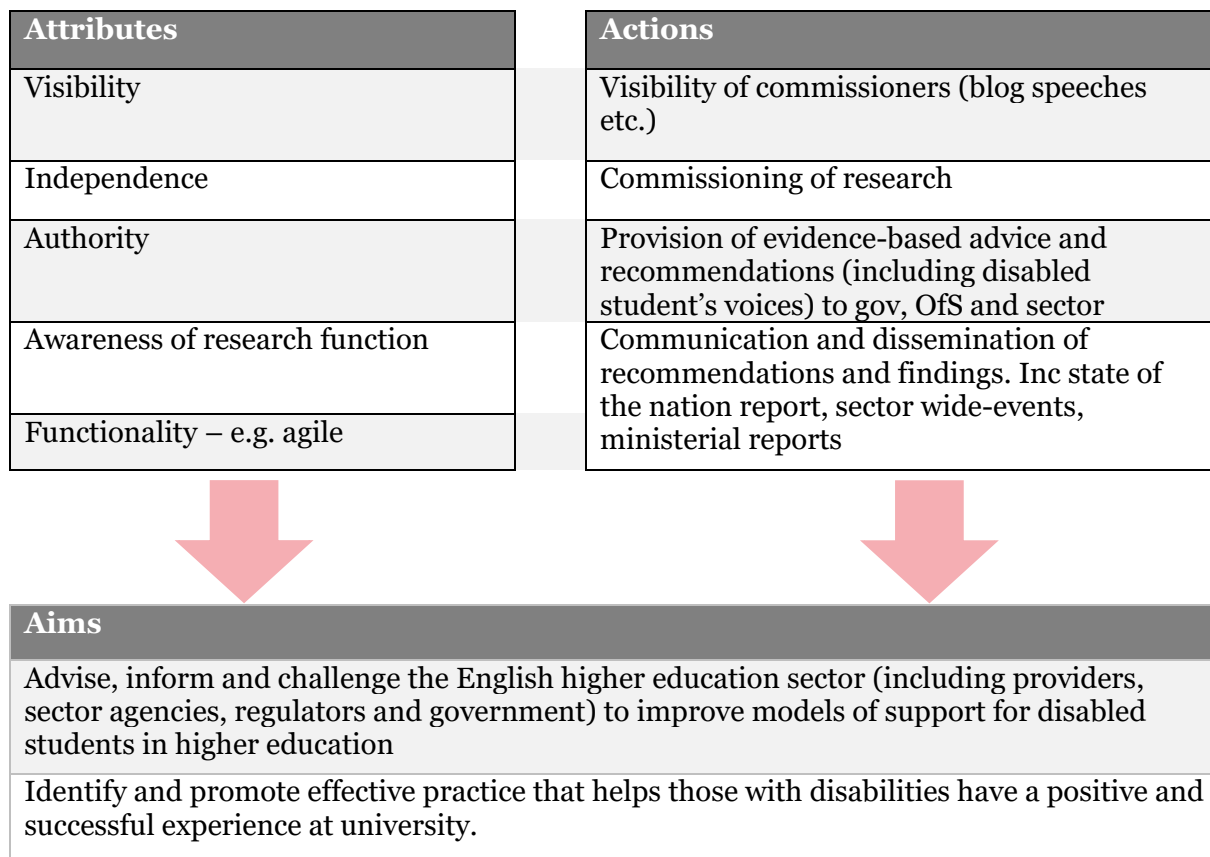 Attributes
Visibility
Independence
Authority
Awareness of research function
Functionality – e.g. agile
Actions
Visibility of commissioners (blog speeches
etc.)
Commissioning of research
Provision of evidence-based advice and
recommendations (including disabled
student’s voices) to gov, OfS and sector
Communication and dissemination of
recommendations and findings. Inc state of
the nation report, sector wide-events,
ministerial reports
Aims
Advise, inform and challenge the English higher education sector (including providers,
sector agencies, regulators and government) to improve models of support for disabled
students in higher education
Identify and promote effective practice that helps those with disabilities have a positive and
successful experience at university.